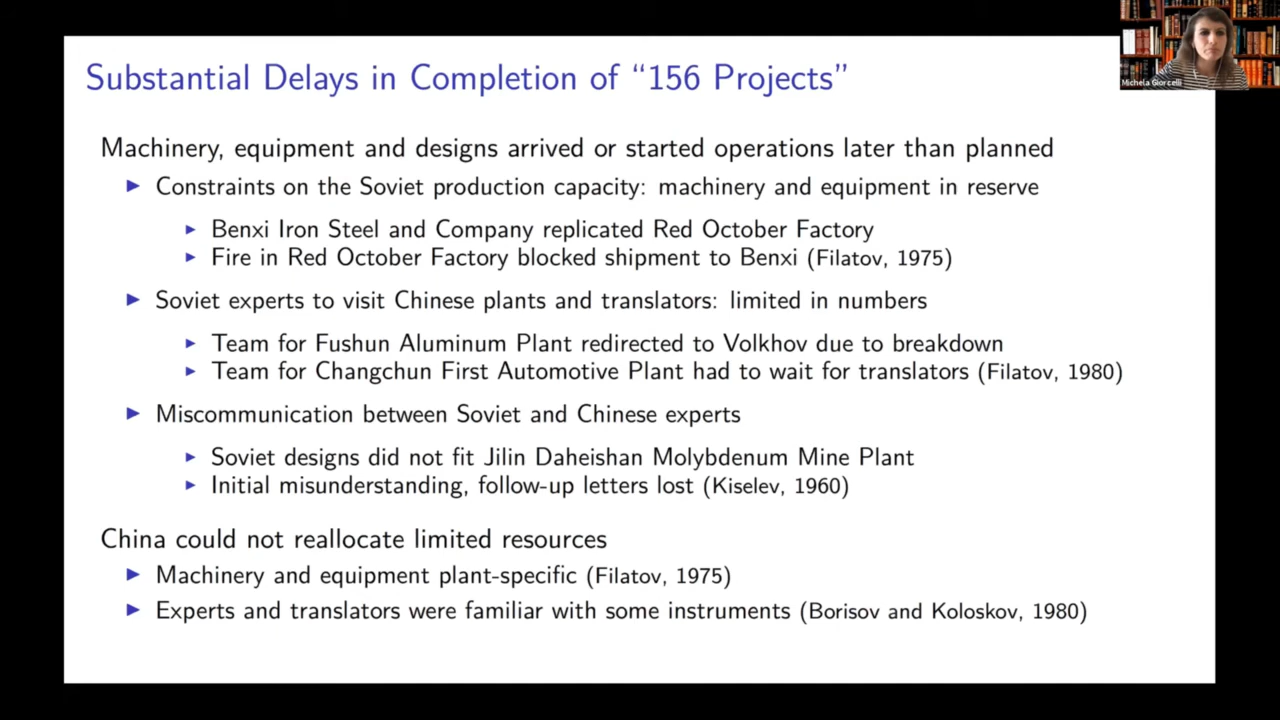 Substantial Delays in Completion of “156 Projects”
Michela Giorcelli
Machinery, equipment and designs arrived or started operations later than planned
Constraints on the Soviet production capacity: machinery and equipment in reserve
Benxi Iron Steel and Company replicated Red October Factory
Fire in Red October Factory blocked shipment to Benxi (Filatov, 1975)
Soviet experts to visit Chinese plants and translators: limited in numbers
Team for Fushun Aluminum Plant redirected to Volkhov due to breakdown
Team for Changchun First Automotive Plant had to wait for translators (Filatov, 1980)
Miscommunication between Soviet and Chinese experts
Soviet designs did not fit Jilin Daheishan Molybdenum Mine Plant
Initial misunderstanding, follow-up letters lost (Kiselev, 1960)
China could not reallocate limited resources
Machinery and equipment plant-specific (Filatov, 1975)
Experts and translators were familiar with some instruments (Borisov and Koloskov, 1980)